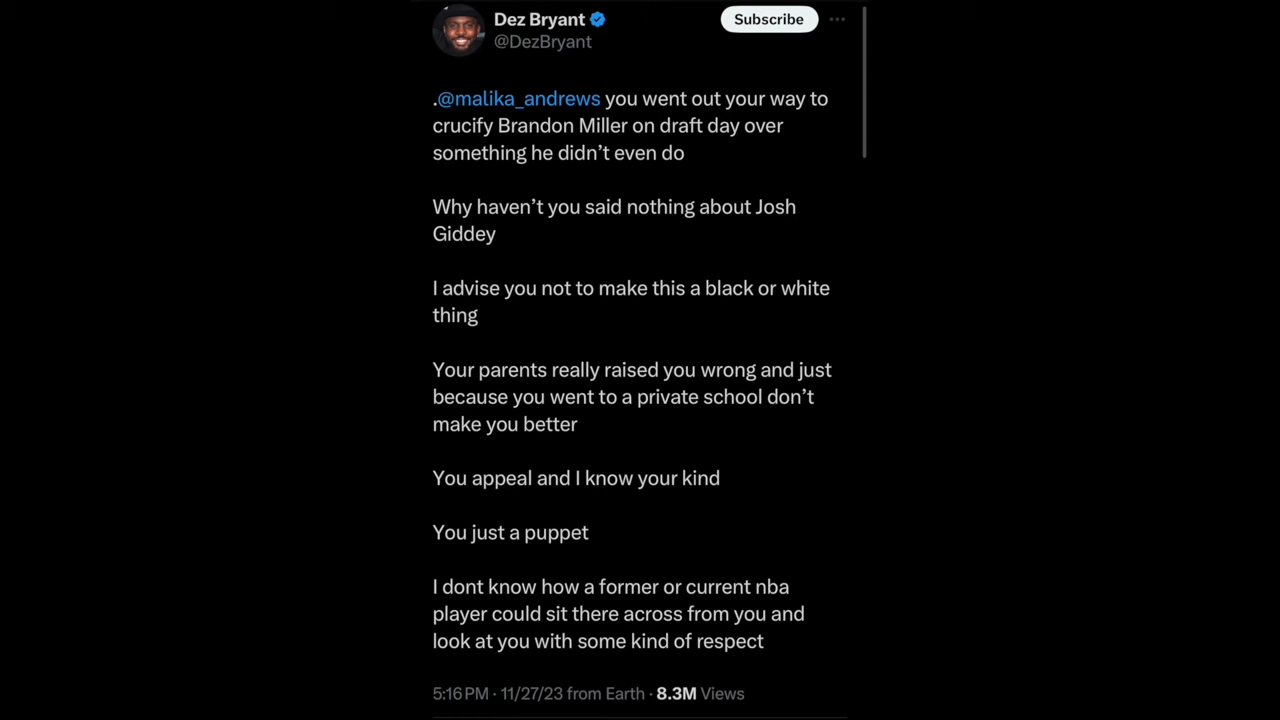 Dez Bryant
Subscribe
@DezBryant
.@malika_andrews you went out your way to
crucify Brandon Miller on draft day over
something he didn’t even do
Why haven’t you said nothing about Josh
Giddey
I advise you not to make this a black or white
thing
Your parents really raised you wrong and just
because you went to a private school don’t
make you better
You appeal and I know your kind
You just a puppet
I dont know how a former or current nba
player could sit there across from you and
look at you with some kind of respect
5:16 PM · 11/27/23 from Earth · 8.3M Views